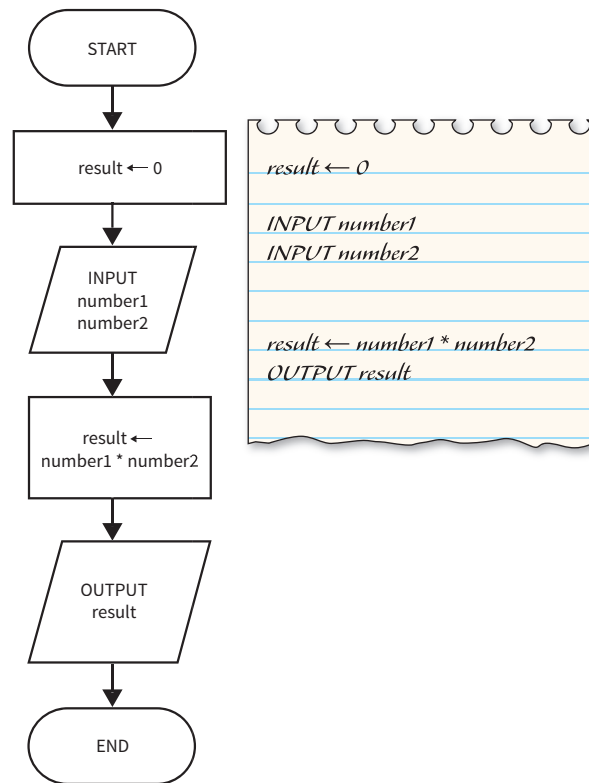 START
result ← 0
INPUT
number1
number2
result ←
number1 * number2
OUTPUT
result
END
result ← 0
INPUT number1
INPUT number2
result ← number1 * number2
OUTPUT result